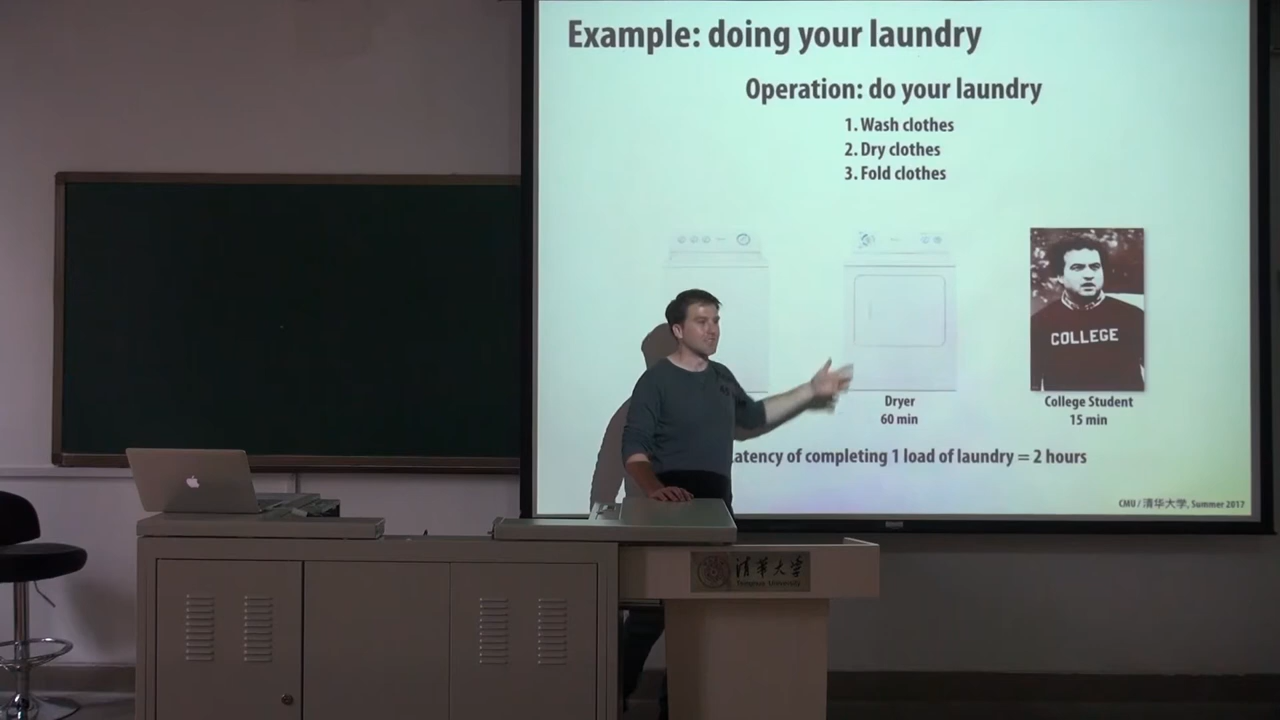 Example: doing your laundry
Operation: do your laundry
1. Wash clothes
2. Dry clothes
3. Fold clothes
COLLEGE
Dryer
60 min
College Student
15 min
of completing 1 load of laundry = 2 hours
CMU / 清华大学, Summer 2017
清华大学
Tsinghua University